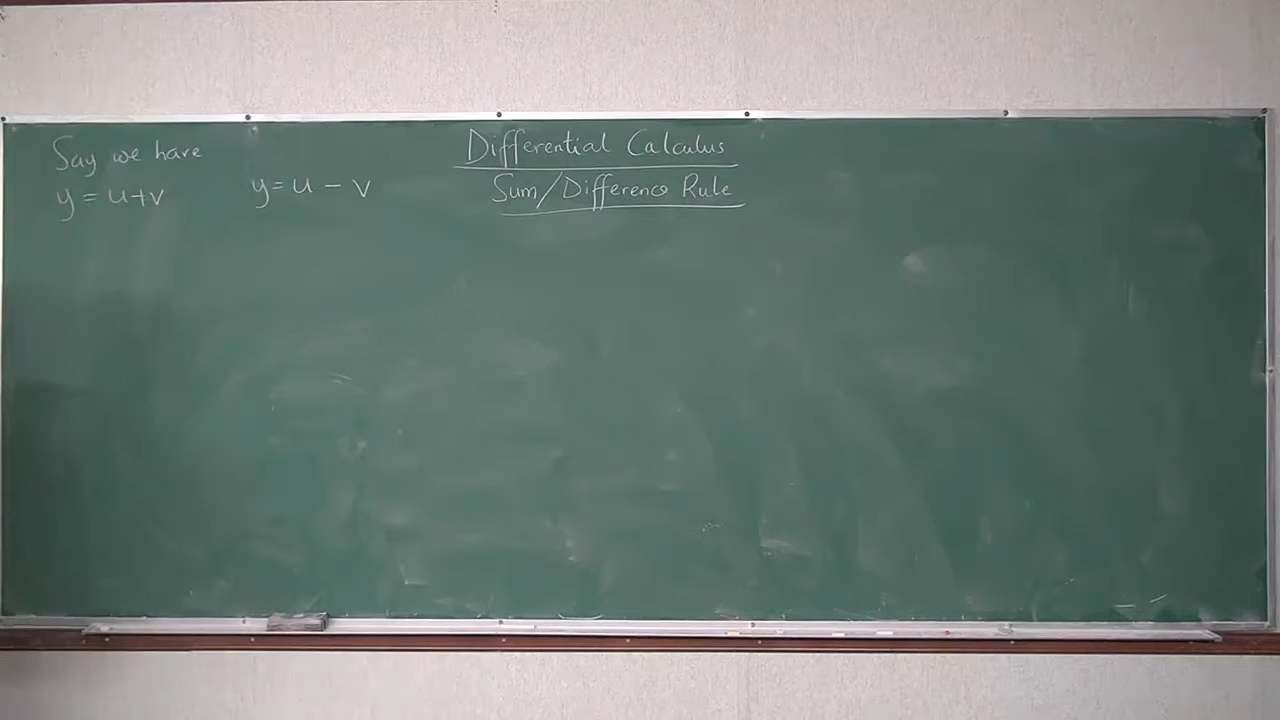 Differential Calculus
Sum/Difference Rule
Say we have
y = u+v y = u - v